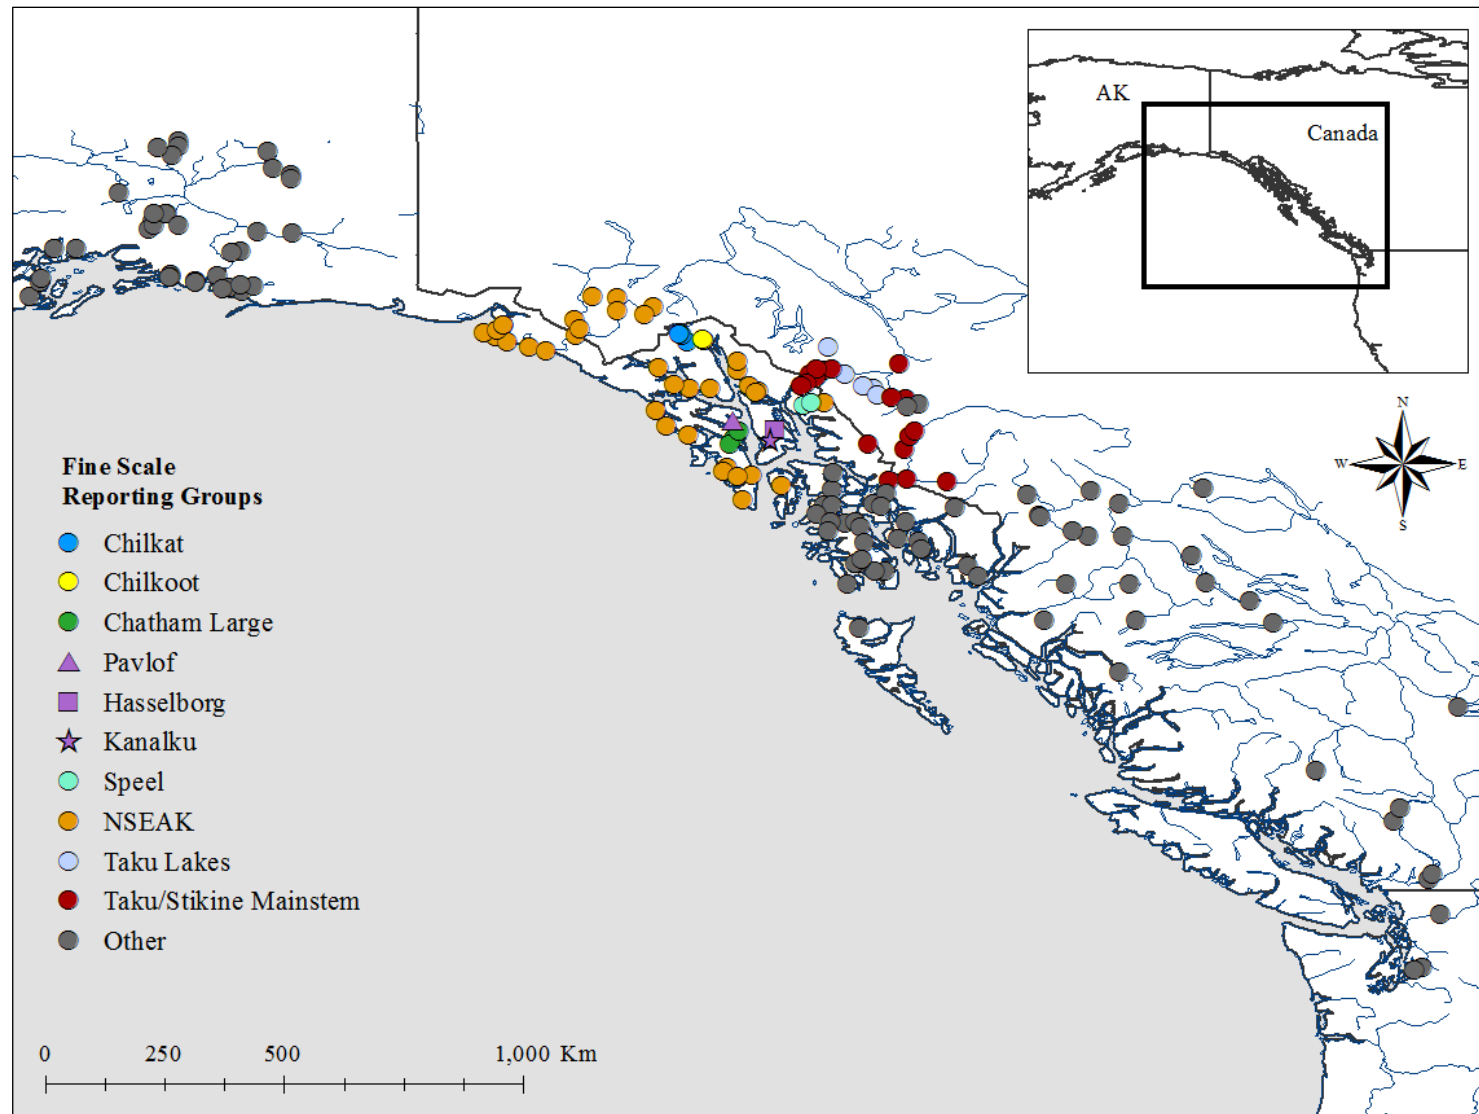 AK
Canada
N
W
E
S
Fine Scale
Reporting Groups
Chilkat
Chilkoot
Chatham Large
Pavlof
Hasselborg
Kanalku
Speel
NSEAK
Taku Lakes
Taku/Stikine Mainstem
Other
0 250 500 1,000 Km